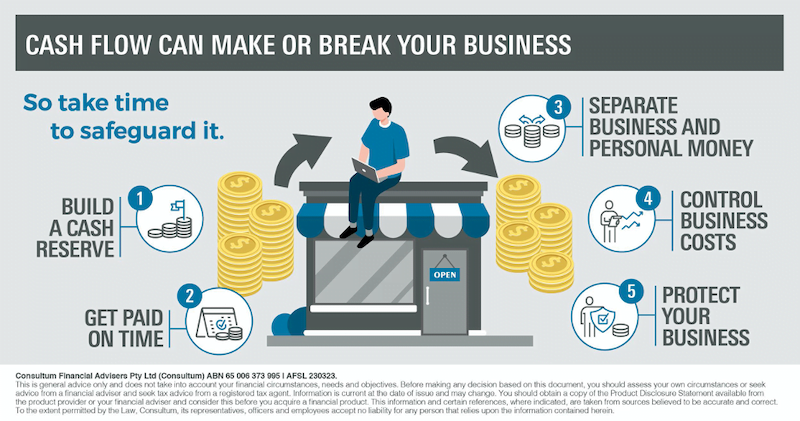 CASH FLOW CAN MAKE OR BREAK YOUR BUSINESS
So take time
to safeguard it.
1
BUILD
A CASH
RESERVE
2
GET PAID
ON TIME
OPEN
3
SEPARATE
BUSINESS AND
PERSONAL MONEY
4
CONTROL
BUSINESS
COSTS
5
PROTECT
YOUR
BUSINESS
Consultum Financial Advisers Pty Ltd (Consultum) ABN 65 006 373 995 I AFSL 230323.
This is general advice only and does not take into account your financial circumstances, needs and objectives. Before making any decision based on this document, you should assess your own circumstances or seek
advice from a financial adviser and seek tax advice from a registered tax agent. Information is current at the date of issue and may change. You should obtain a copy of the Product Disclosure Statement available from
the product provider or your financial adviser and consider this before you acquire a financial product. This information and certain references, where indicated, are taken from sources believed to be accurate and correct.
To the extent permitted by the Law, Consultum, its representatives, officers and employees accept no liability for any person that relies upon the information contained herein.